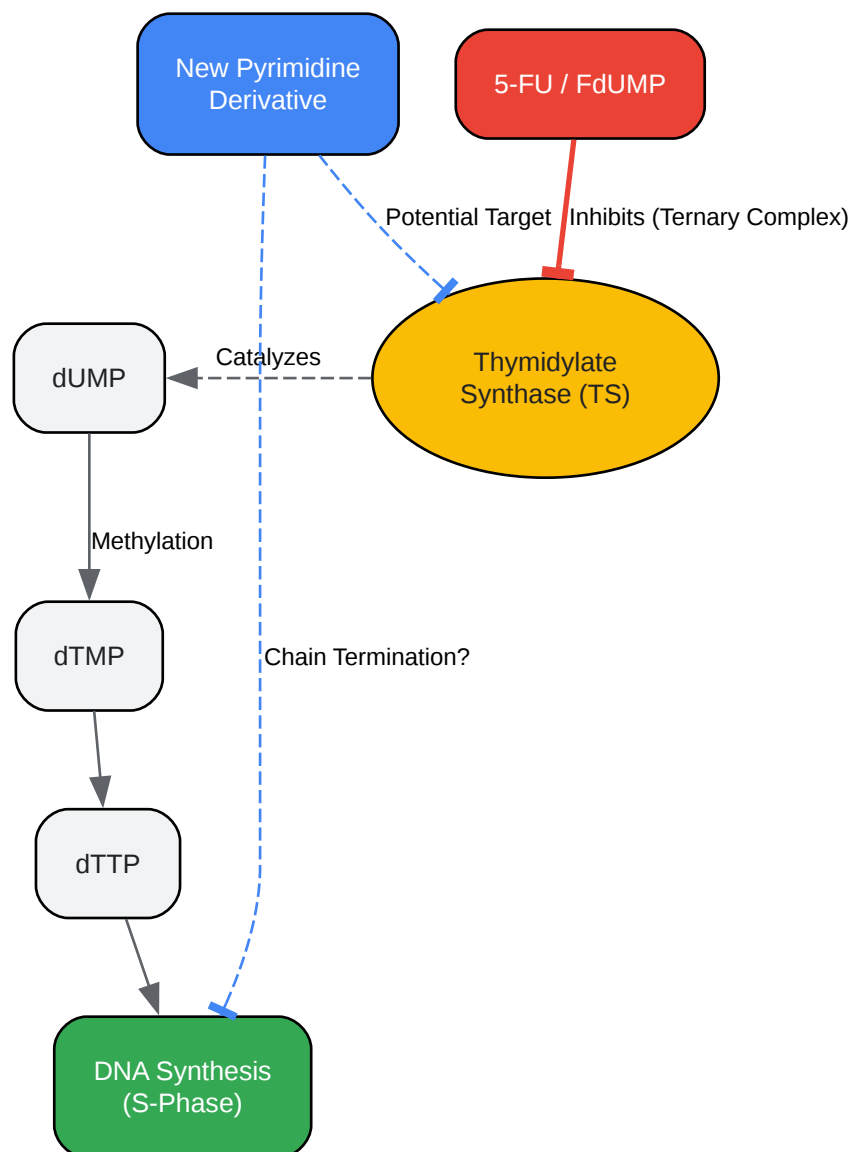 New Pyrimidine
Derivative
5-FU / FdUMP
Potential Target
Inhibits (Ternary Complex)
Catalyzes
Thymidylate
Synthase (TS)
dUMP
Methylation
dTMP
Chain Termination?
dTTP
DNA Synthesis
(S-Phase)